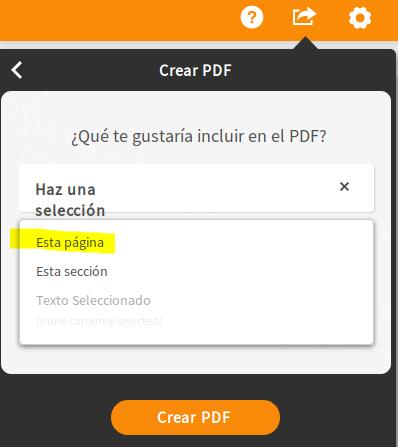 ?
Crear PDF
¿Qué te gustaría incluir en el PDF?
Haz una
selección
Esta página
Esta sección
Texto Seleccionado
(none currently selected)
Crear PDF